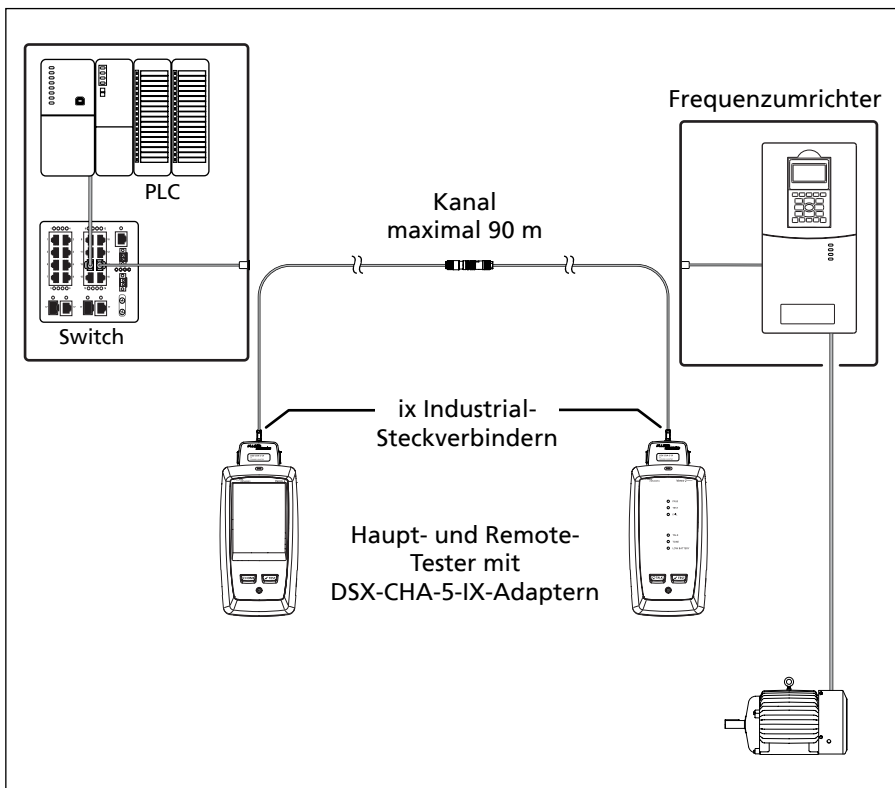 Frequenzumrichter
PLC
Kanal
maximal 90 m
Switch
ix Industrial-
Steckverbindern
Haupt- und Remote-
Tester mit
DSX-CHA-5-IX-Adaptern